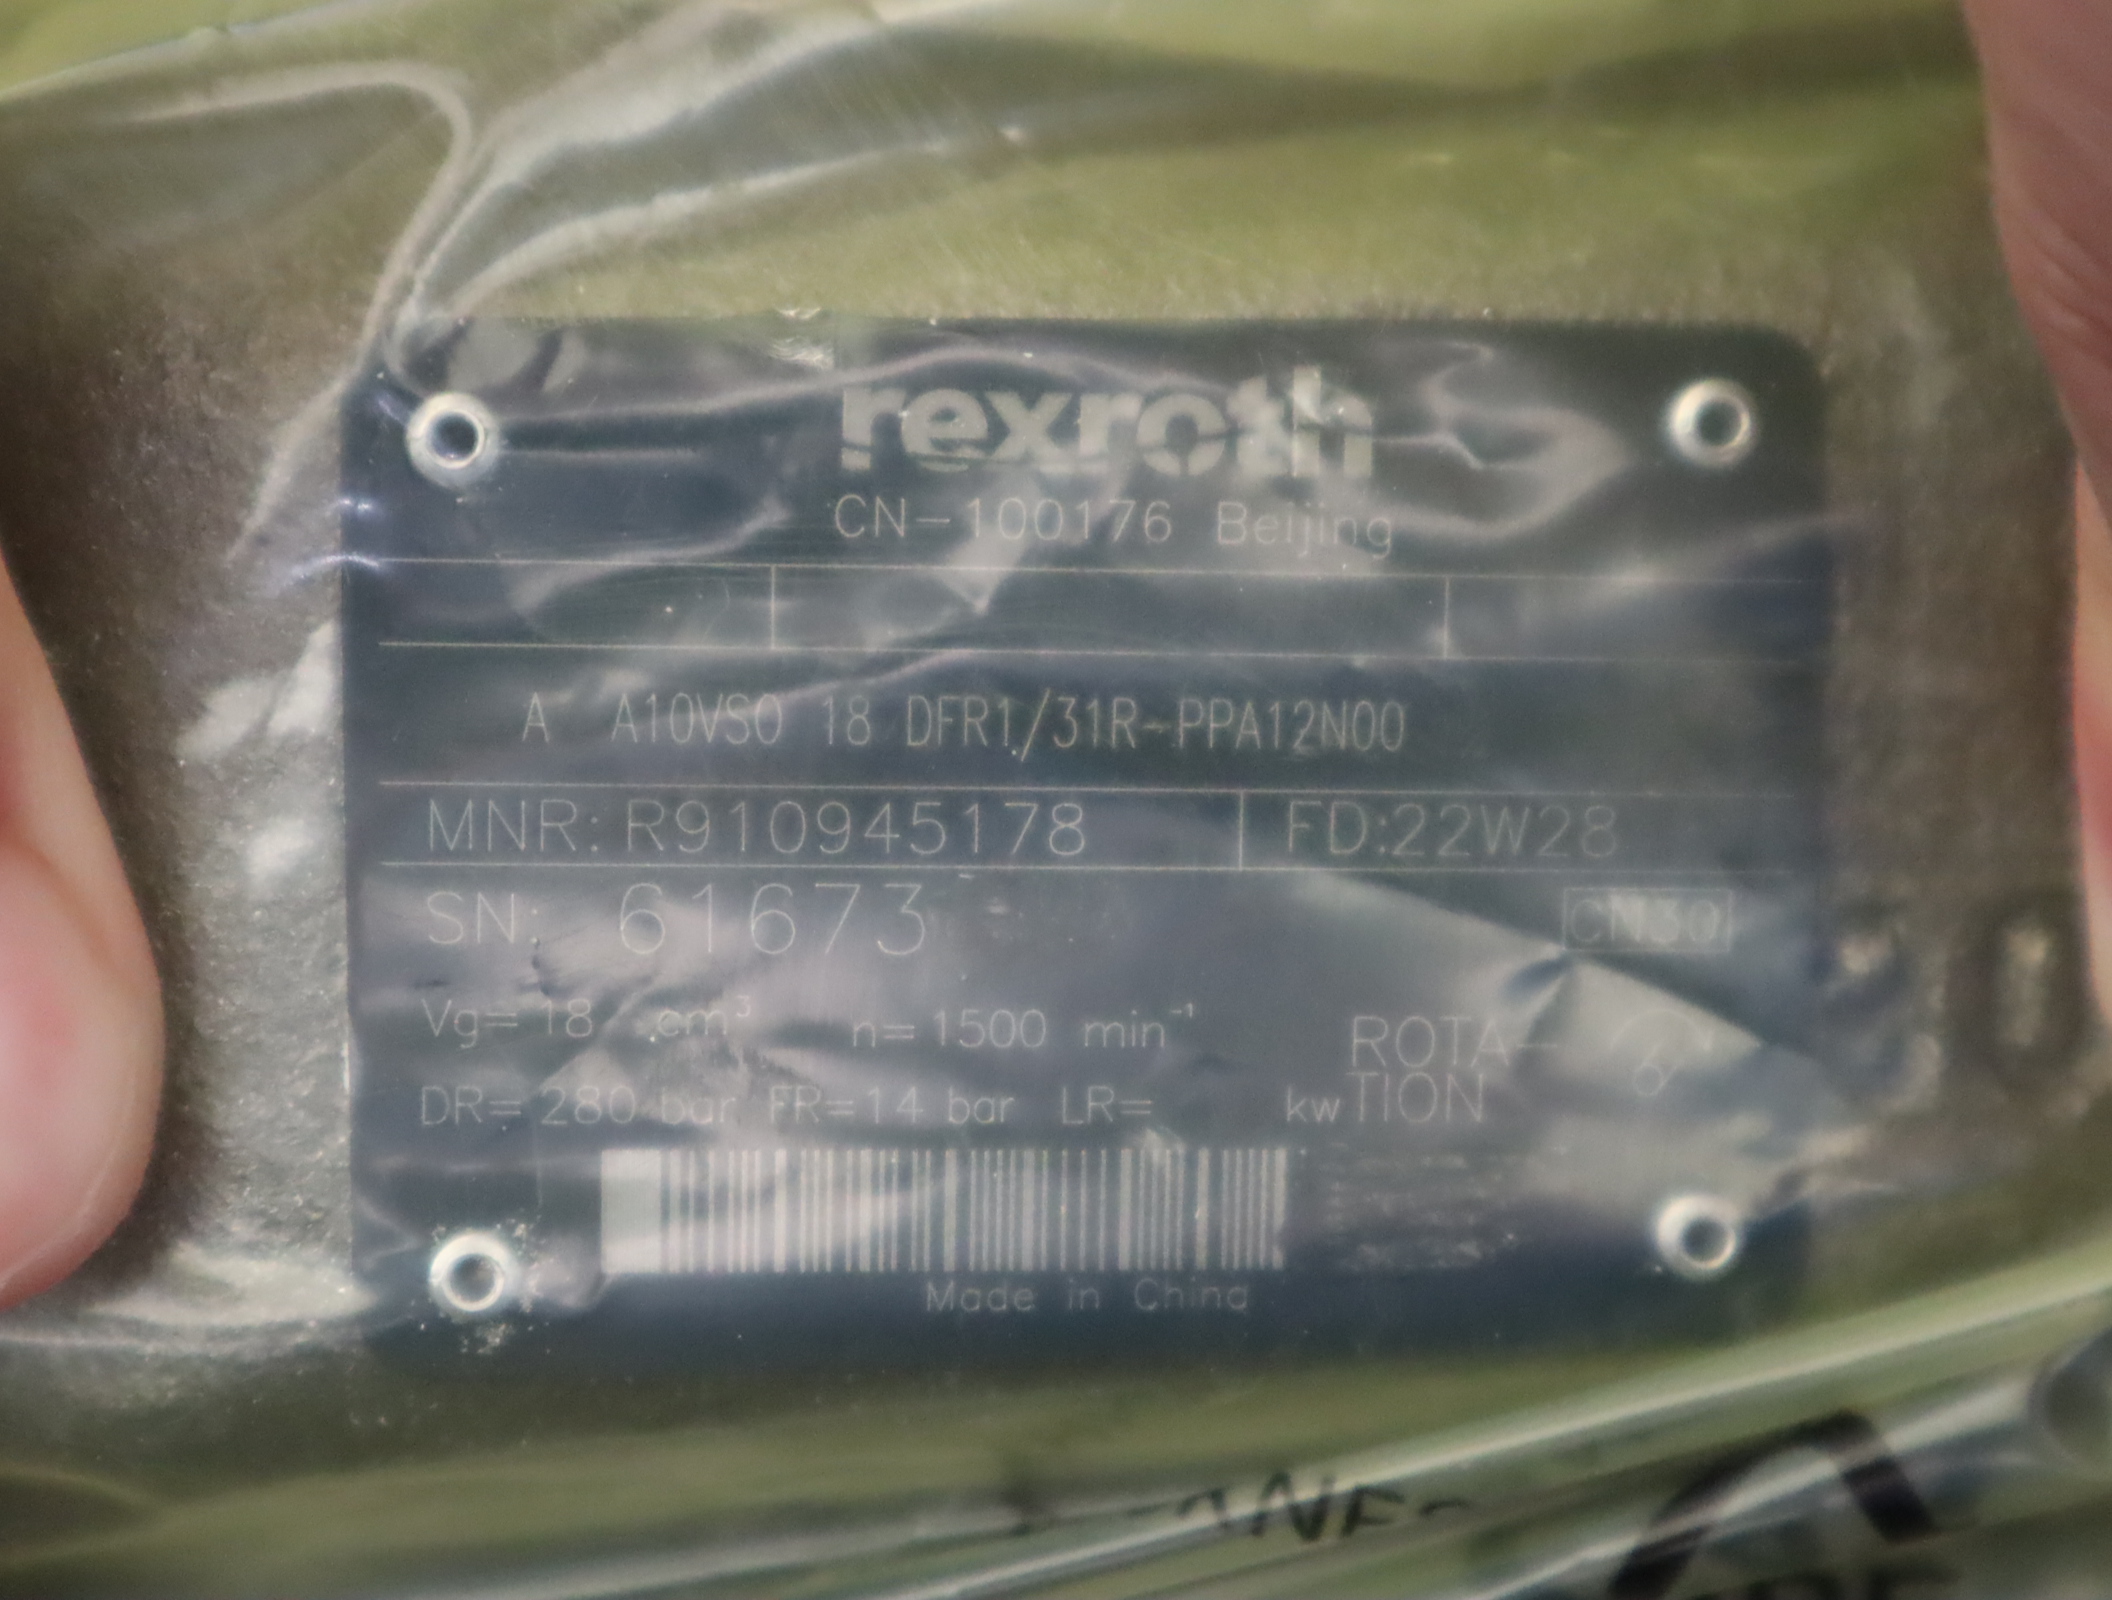 rexroth
CN-100176 Beijing
A A10VSO 18 DFR1/31R-PPA12N00
MNR: R910945178 FD:22W28
SN: 61673
CN30
Vg= 18 cm³ n= 1500 min⁻¹
ROTA-
TION
DR= 280 bar FR=14 bar LR= kw
Made in China